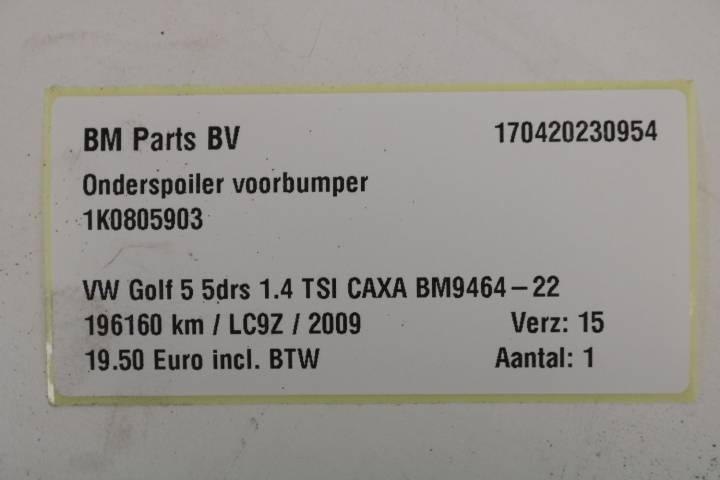 BM Parts BV 170420230954
Onderspoiler voorbumper
1K0805903
VW Golf 5 5drs 1.4 TSI CAXA BM9464-22
196160 km / LC9Z / 2009 Verz: 15
19.50 Euro incl. BTW Aantal: 1